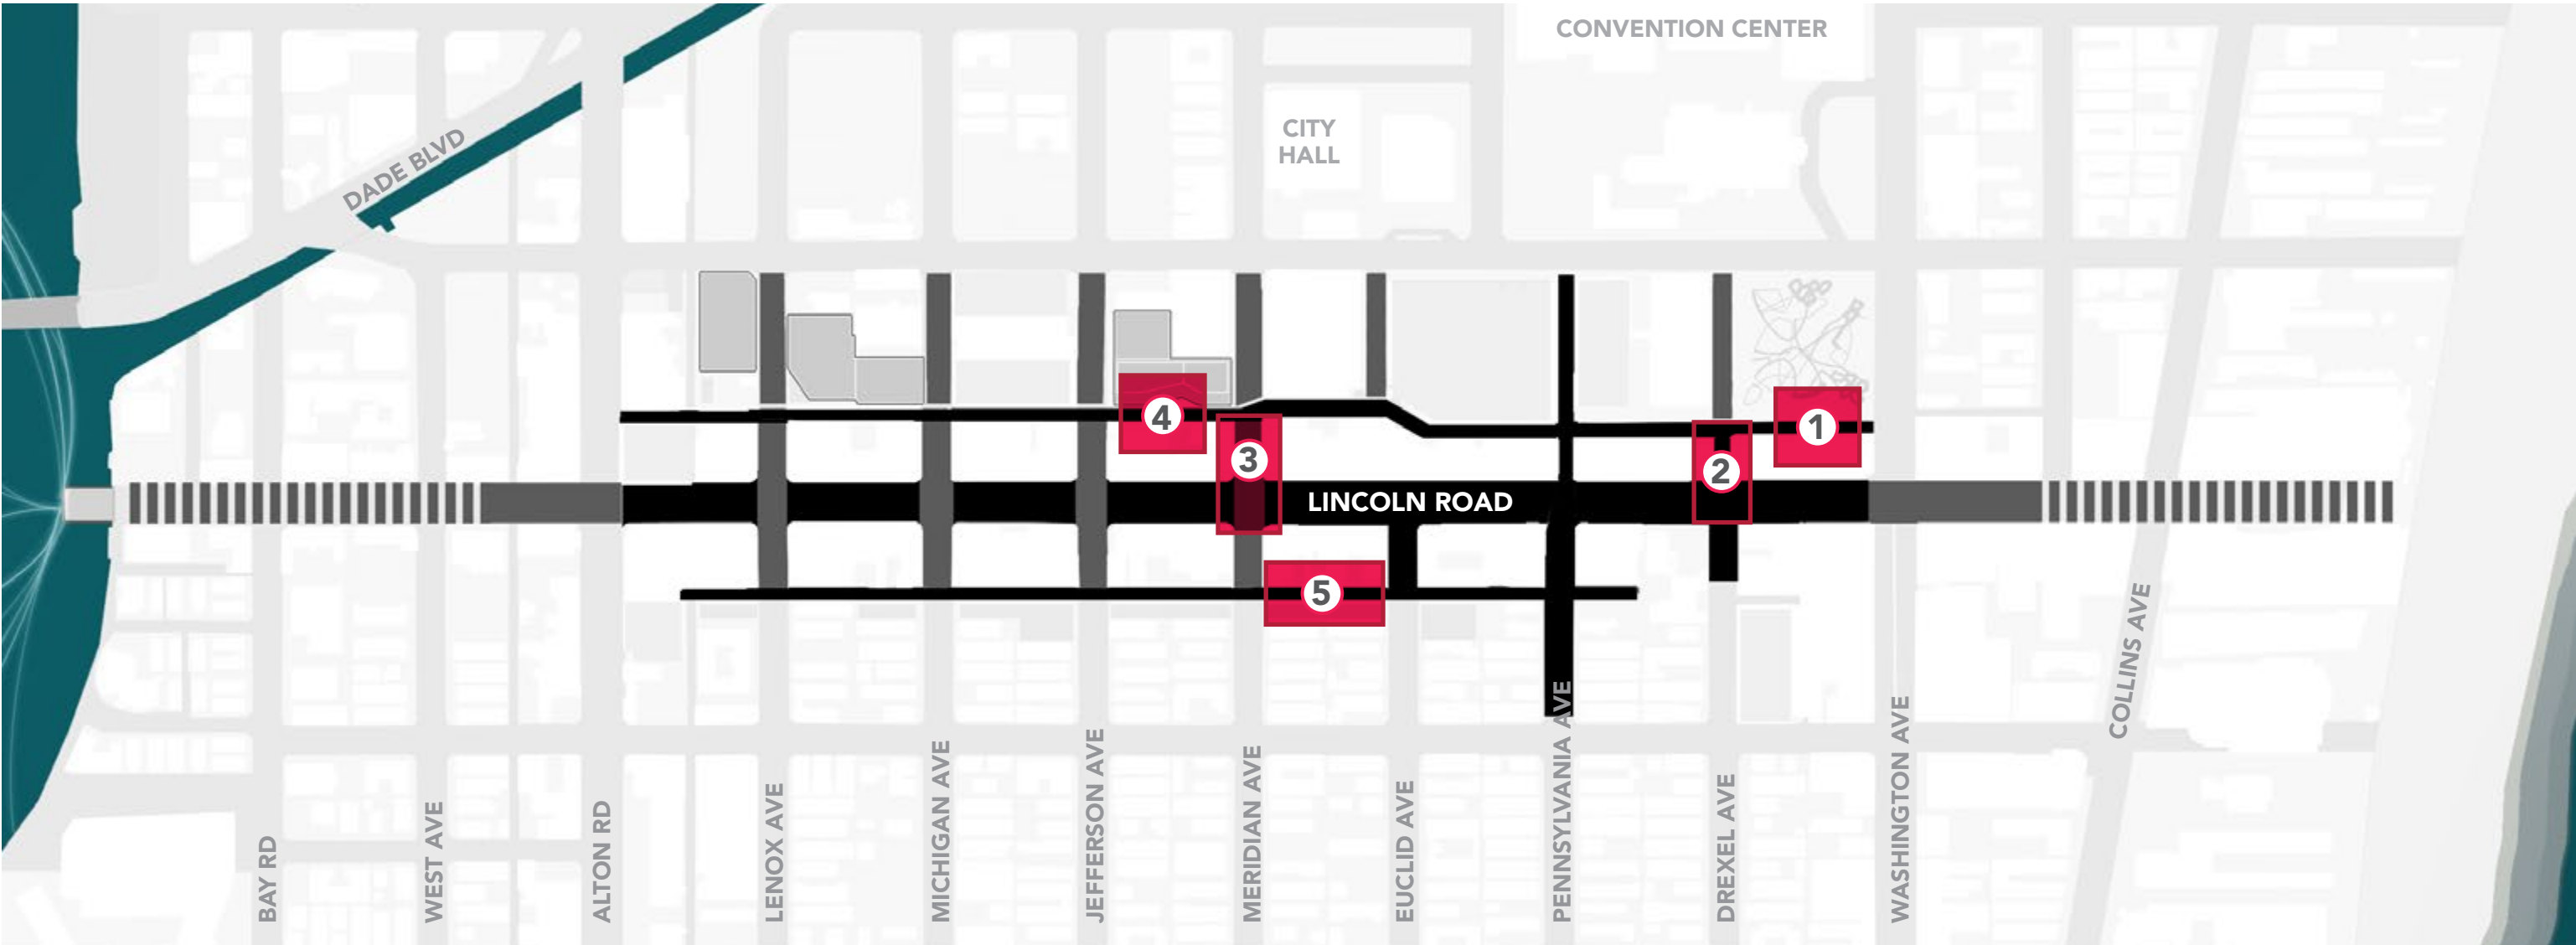 CONVENTION CENTER
CITY
HALL
DADE BLVD
4
1
3
2
LINCOLN ROAD
5
BAY RD
WEST AVE
ALTON RD
LENOX AVE
MICHIGAN AVE
JEFFERSON AVE
MERIDIAN AVE
EUCLID AVE
PENNSYLVANIA AVE
DREXEL AVE
WASHINGTON AVE
COLLINS AVE